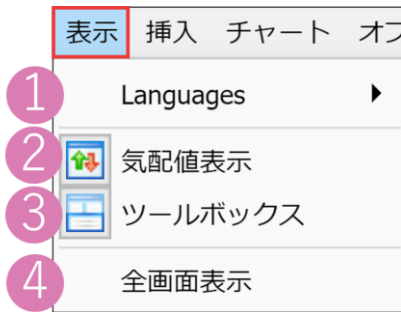 表示 挿入 チャート オプ
1 Languages
2 気配値表示
3 ツールボックス
4 全画面表示